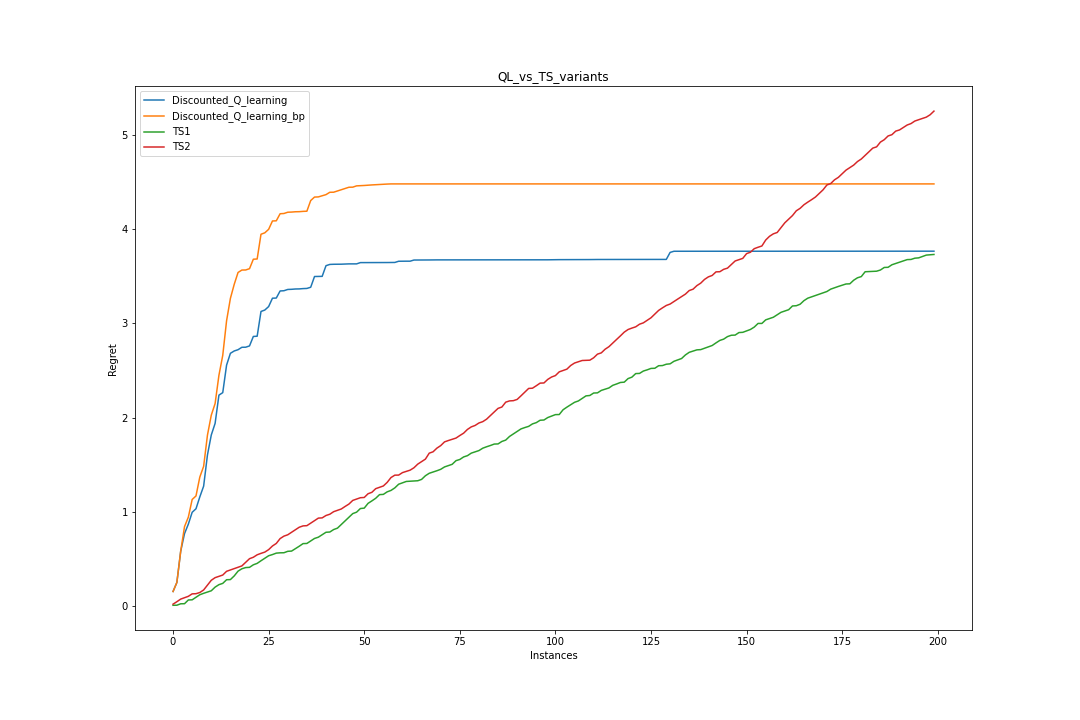 QL_vs_TS_variants
Discounted_Q_learning
Discounted_Q_learning_bp
TS1
TS2
5
4
3
2
1
0
Regret
0 25 50 75 100 125 150 175 200
Instances